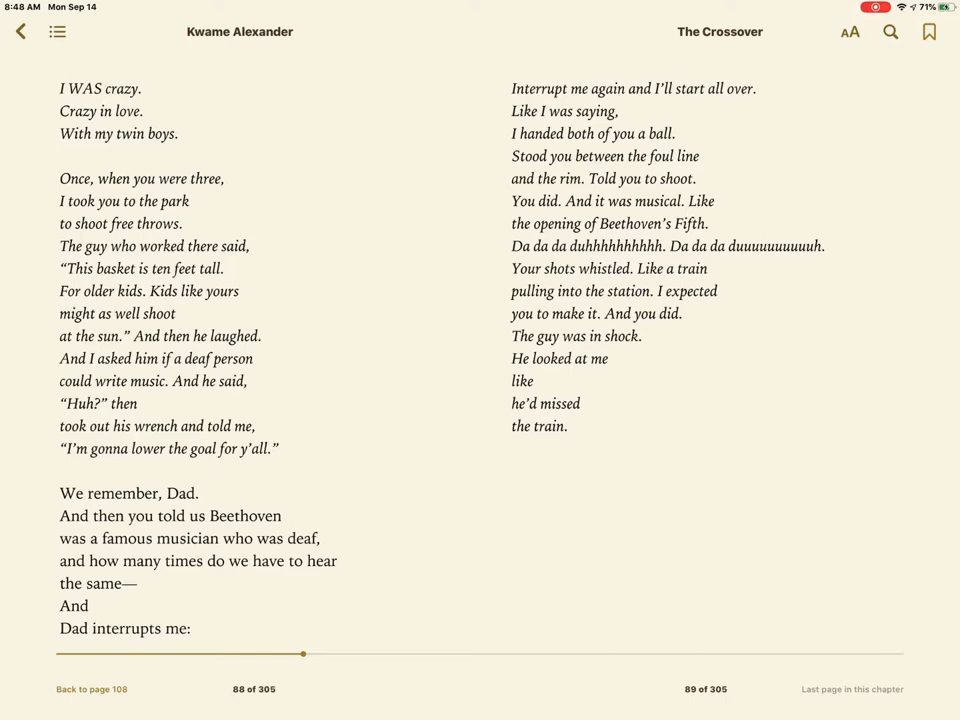 8:48 AM Mon Sep 14
71%
Kwame Alexander
The Crossover
AA
I WAS crazy.
Crazy in love.
With my twin boys.
Once, when you were three,
I took you to the park
to shoot free throws.
The guy who worked there said,
“This basket is ten feet tall.
For older kids. Kids like yours
might as well shoot
at the sun.” And then he laughed.
And I asked him if a deaf person
could write music. And he said,
“Huh?” then
took out his wrench and told me,
“I’m gonna lower the goal for y’all.”
We remember, Dad.
And then you told us Beethoven
was a famous musician who was deaf,
and how many times do we have to hear
the same—
And
Dad interrupts me:
Interrupt me again and I’ll start all over.
Like I was saying,
I handed both of you a ball.
Stood you between the foul line
and the rim. Told you to shoot.
You did. And it was musical. Like
the opening of Beethoven’s Fifth.
Da da da duhhhhhhhhhh. Da da da duuuuuuuuuuh.
Your shots whistled. Like a train
pulling into the station. I expected
you to make it. And you did.
The guy was in shock.
He looked at me
like
he’d missed
the train.
Back to page 108
88 of 305
89 of 305
Last page in this chapter